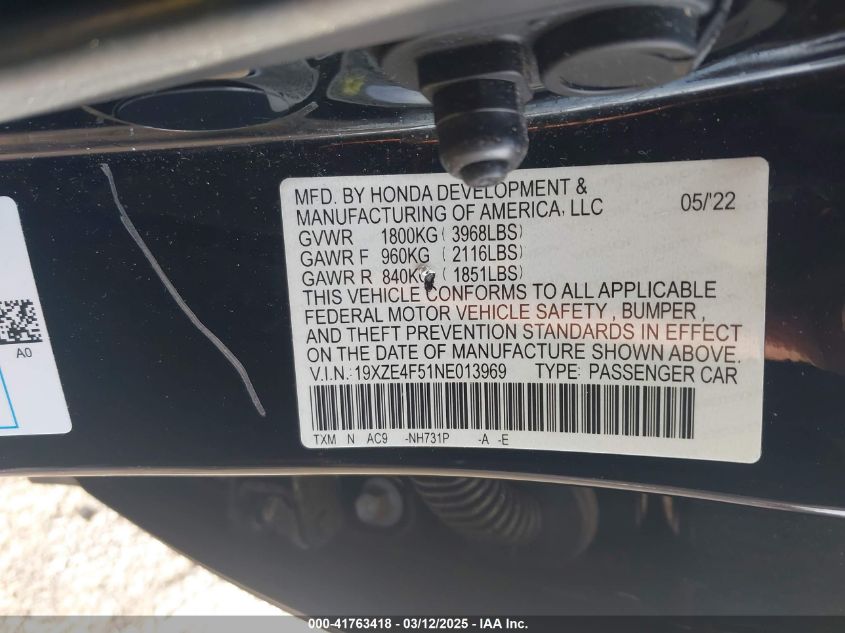 MFD. BY HONDA DEVELOPMENT &
MANUFACTURING OF AMERICA, LLC 05/'22
GVWR 1800KG ( 3968LBS )
GAWR F 960KG ( 2116LBS )
GAWR R 840KG ( 1851LBS )
THIS VEHICLE CONFORMS TO ALL APPLICABLE
FEDERAL MOTOR VEHICLE SAFETY , BUMPER ,
AND THEFT PREVENTION STANDARDS IN EFFECT
ON THE DATE OF MANUFACTURE SHOWN ABOVE.
V.I.N.: 19XZE4F51NE013969 TYPE: PASSENGER CAR
TXM N AC9 -NH731P -A -E
A0
000-41763418 - 03/12/2025 - IAAI US - IAA Inc.